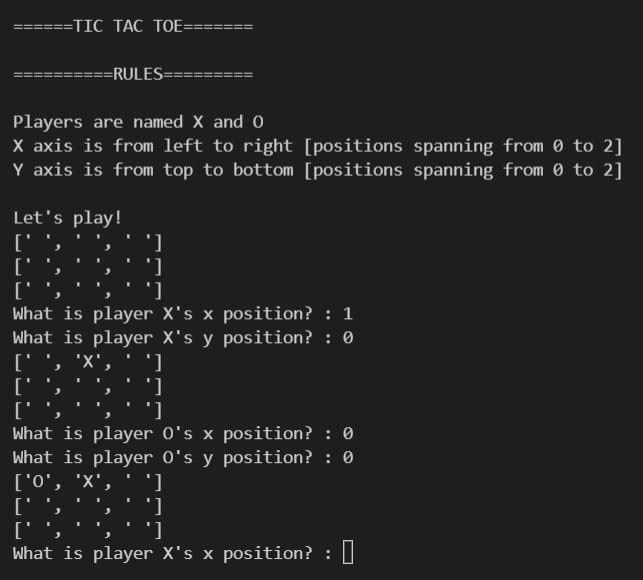 ======TIC TAC TOE=======
==========RULES=========
Players are named X and O
X axis is from left to right [positions spanning from 0 to 2]
Y axis is from top to bottom [positions spanning from 0 to 2]
Let's play!
[' ', ' ', ' ']
[' ', ' ', ' ']
[' ', ' ', ' ']
What is player X's x position? : 1
What is player X's y position? : 0
[' ', 'X', ' ']
[' ', ' ', ' ']
[' ', ' ', ' ']
What is player O's x position? : 0
What is player O's y position? : 0
['O', 'X', ' ']
[' ', ' ', ' ']
[' ', ' ', ' ']
What is player X's x position? :